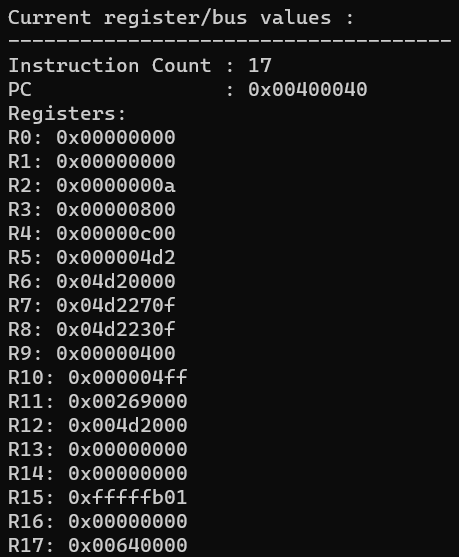 Current register/bus values :
-------------------------------------
Instruction Count : 17
PC                : 0x00400040
Registers:
R0: 0x00000000
R1: 0x00000000
R2: 0x0000000a
R3: 0x00000800
R4: 0x00000c00
R5: 0x000004d2
R6: 0x04d20000
R7: 0x04d2270f
R8: 0x04d2230f
R9: 0x00000400
R10: 0x000004ff
R11: 0x00269000
R12: 0x004d2000
R13: 0x00000000
R14: 0x00000000
R15: 0xfffffb01
R16: 0x00000000
R17: 0x00640000